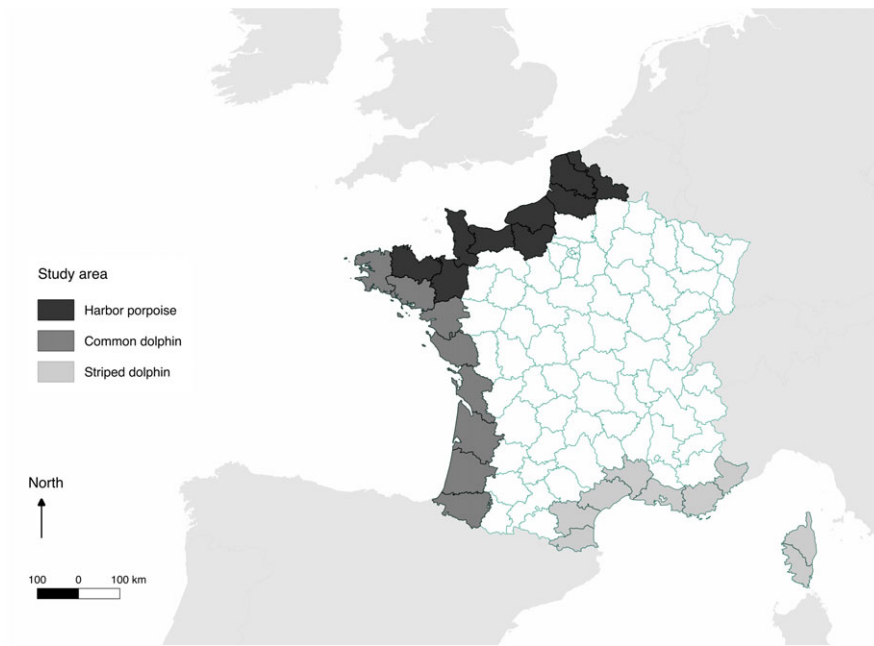 Study area
Harbor porpoise
Common dolphin
Striped dolphin
North
100 0 100 km